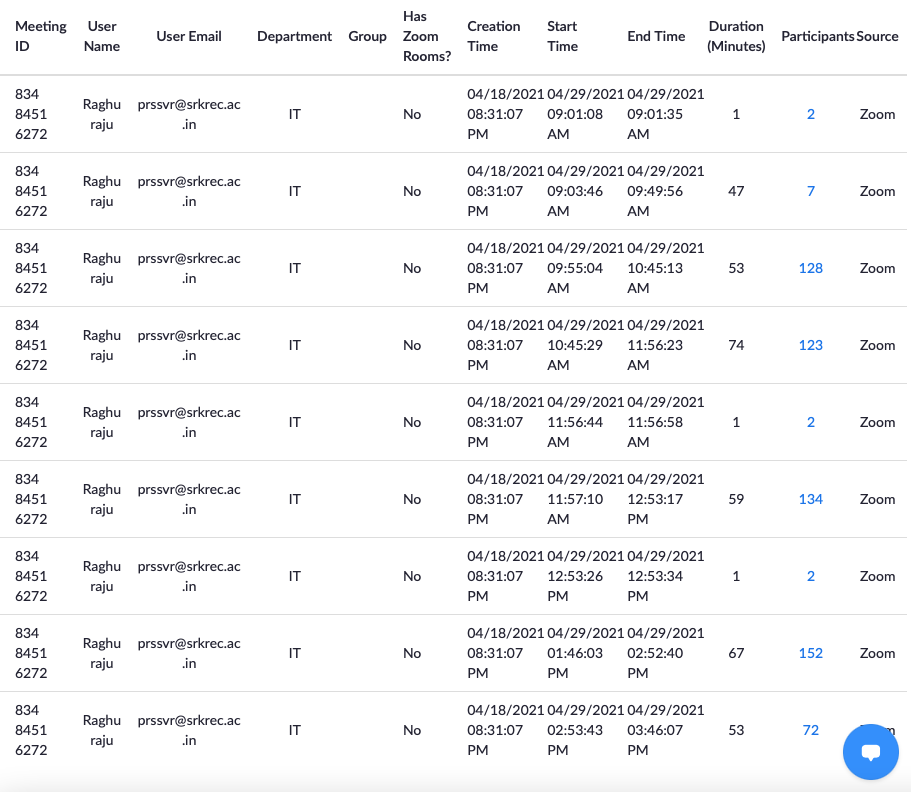 Meeting ID User Name User Email Department Group Has Zoom Rooms? Creation Time Start Time End Time Duration (Minutes) Participants Source
834 8451 6272 Raghu raju prssvr@srkrec.ac.in IT No 04/18/2021 08:31:07 PM 04/29/2021 09:01:08 AM 04/29/2021 09:01:35 AM 1 2 Zoom
834 8451 6272 Raghu raju prssvr@srkrec.ac.in IT No 04/18/2021 08:31:07 PM 04/29/2021 09:03:46 AM 04/29/2021 09:49:56 AM 47 7 Zoom
834 8451 6272 Raghu raju prssvr@srkrec.ac.in IT No 04/18/2021 08:31:07 PM 04/29/2021 09:55:04 AM 04/29/2021 10:45:13 AM 53 128 Zoom
834 8451 6272 Raghu raju prssvr@srkrec.ac.in IT No 04/18/2021 08:31:07 PM 04/29/2021 10:45:29 AM 04/29/2021 11:56:23 AM 74 123 Zoom
834 8451 6272 Raghu raju prssvr@srkrec.ac.in IT No 04/18/2021 08:31:07 PM 04/29/2021 11:56:44 AM 04/29/2021 11:56:58 AM 1 2 Zoom
834 8451 6272 Raghu raju prssvr@srkrec.ac.in IT No 04/18/2021 08:31:07 PM 04/29/2021 11:57:10 AM 04/29/2021 12:53:17 PM 59 134 Zoom
834 8451 6272 Raghu raju prssvr@srkrec.ac.in IT No 04/18/2021 08:31:07 PM 04/29/2021 12:53:26 PM 04/29/2021 12:53:34 PM 1 2 Zoom
834 8451 6272 Raghu raju prssvr@srkrec.ac.in IT No 04/18/2021 08:31:07 PM 04/29/2021 01:46:03 PM 04/29/2021 02:52:40 PM 67 152 Zoom
834 8451 6272 Raghu raju prssvr@srkrec.ac.in IT No 04/18/2021 08:31:07 PM 04/29/2021 02:53:43 PM 04/29/2021 03:46:07 PM 53 72